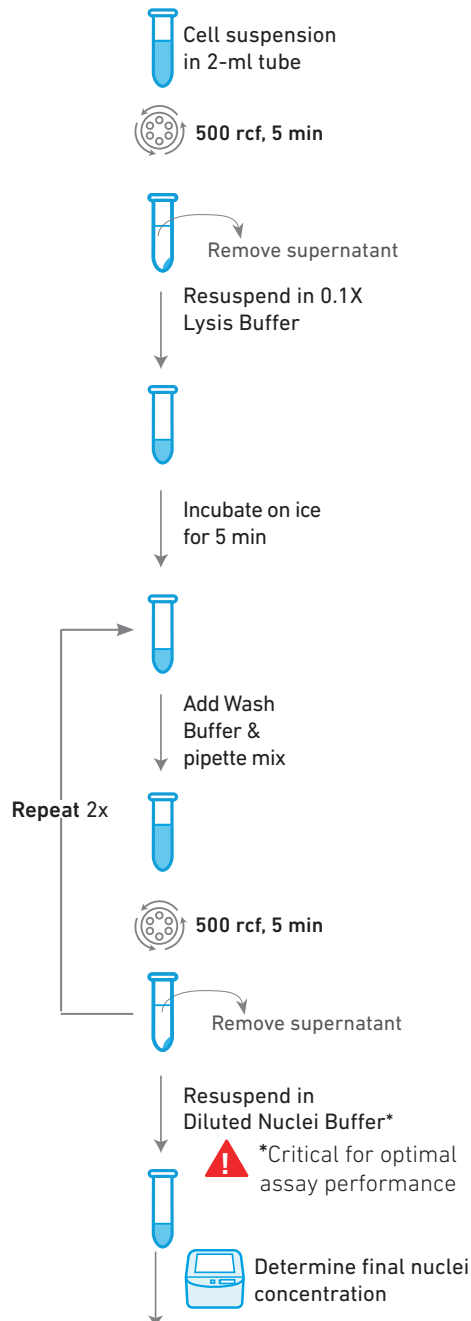 Cell suspension
in 2-ml tube
500 rcf, 5 min
Remove supernatant
Resuspend in 0.1X
Lysis Buffer
Incubate on ice
for 5 min
Add Wash
Buffer &
pipette mix
Repeat 2x
500 rcf, 5 min
Remove supernatant
Resuspend in
Diluted Nuclei Buffer*
!
*Critical for optimal
assay performance
Determine final nuclei
concentration